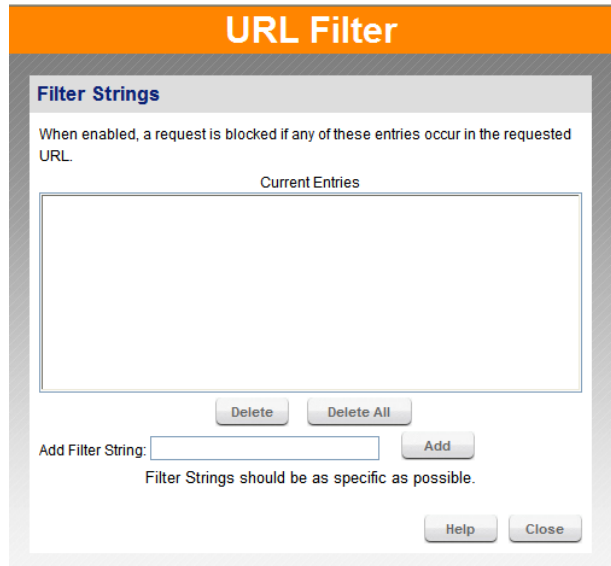 URL Filter
Filter Strings
When enabled, a request is blocked if any of these entries occur in the requested
URL.
Current Entries
Delete Delete All
Add Filter String: Add
Filter Strings should be as specific as possible.
Help Close